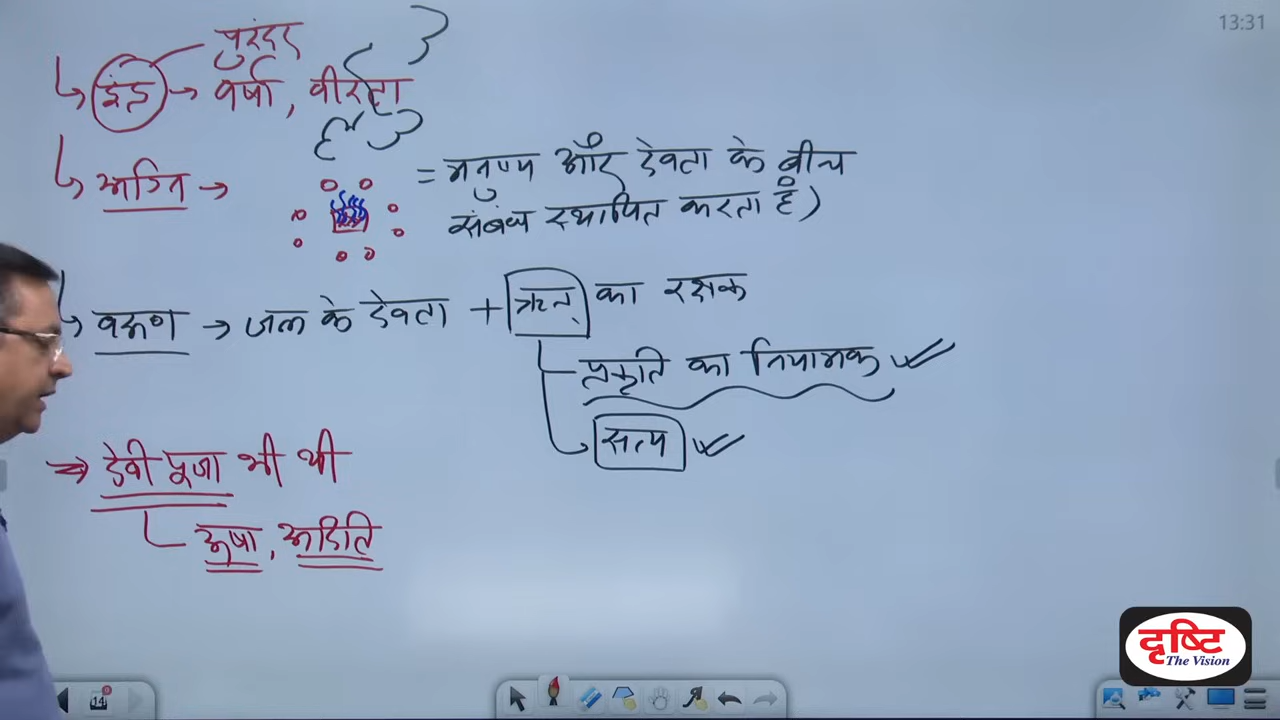 13:31
पुरंदर
इंद्र → वर्षा, वीरता
अग्नि →
= मनुष्य और देवता के बीच
संबंध स्थापित करता है)
वरूण → जल के देवता + ऋत् का रक्षक
प्रकृति का नियामक
सत्य
⇒ देवी पूजा भी थी
ऊषा, अदिति
दृष्टि
The Vision
14